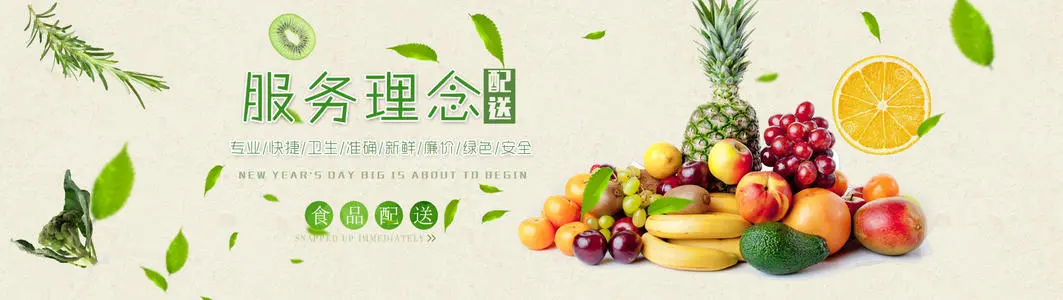 服务理念配送
专业/快捷/卫生/准确/新鲜/廉价/绿色/安全
NEW YEAR'S DAY BIG IS ABOUT TO BEGIN
食品配送
SNAPPED UP IMMEDIATELY »